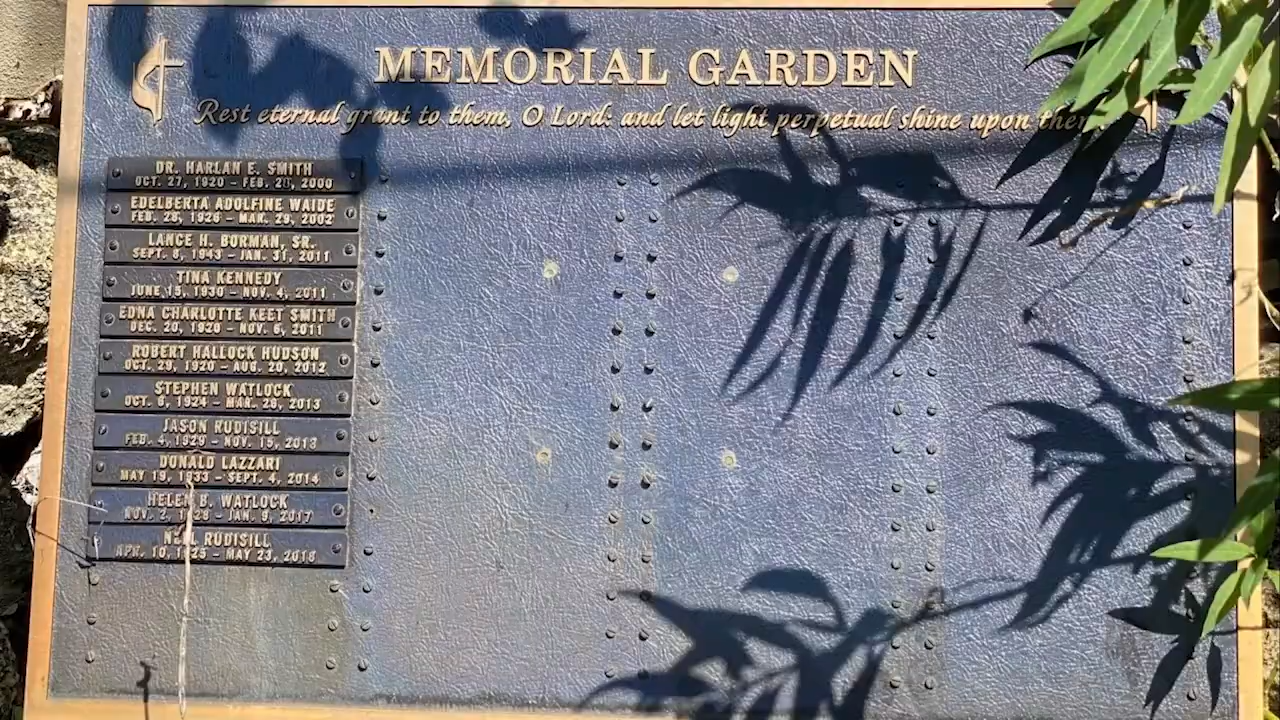 MEMORIAL GARDEN
Rest eternal grant to them, O Lord: and let light perpetual shine upon them.
DR. HARLAN E. SMITH
OCT. 27, 1920 – FEB. 20, 2000
EDELBERTA ADOLFINE WAIDE
FEB. 28, 1926 – MAR. 29, 2002
LANCE H. BORMAN, SR.
SEPT. 8, 1943 – JAN. 31, 2011
TINA KENNEDY
JUNE 15, 1930 – NOV. 4, 2011
EDNA CHARLOTTE KEET SMITH
DEC. 20, 1920 – NOV. 6, 2011
ROBERT HALLOCK HUDSON
OCT. 29, 1920 – AUG. 20, 2012
STEPHEN WATLOCK
OCT. 8, 1924 – MAR. 26, 2013
JASON RUDISILL
FEB. 4, 1929 – NOV. 15, 2013
DONALD LAZZARI
MAY 19, 1933 – SEPT. 4, 2014
HELEN B. WATLOCK
NOV. 2, 1928 – JAN. 9, 2017
NEIL RUDISILL
APR. 10, 1925 – MAY 23, 2018